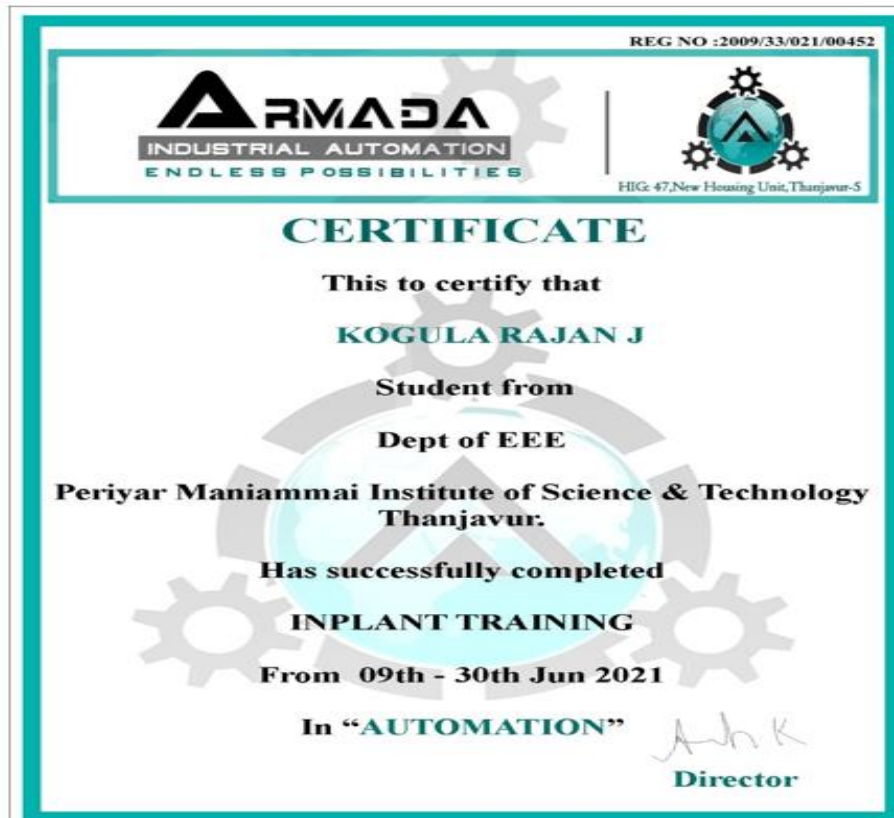 REG NO :2009/33/021/00452
ARMADA
INDUSTRIAL AUTOMATION
ENDLESS POSSIBILITIES
HIG: 47,New Housing Unit,Thanjavur-5
CERTIFICATE
This to certify that
KOGULA RAJAN J
Student from
Dept of EEE
Periyar Maniammai Institute of Science & Technology
Thanjavur.
Has successfully completed
INPLANT TRAINING
From 09th - 30th Jun 2021
In “AUTOMATION”
Director